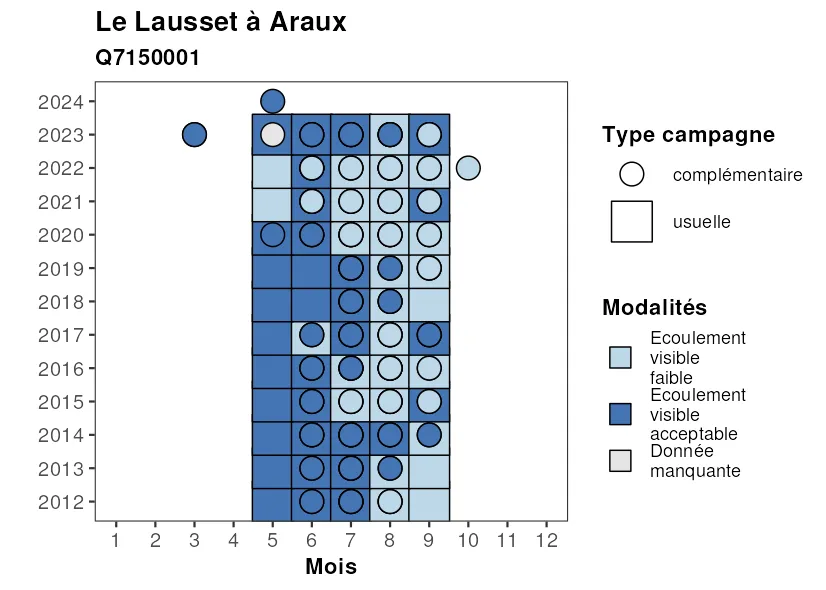 Le Lausset à Araux
Q7150001
2024
2023
2022
2021
2020
2019
2018
2017
2016
2015
2014
2013
2012
1 2 3 4 5 6 7 8 9 10 11 12
Mois
Type campagne
complémentaire
usuelle
Modalités
Ecoulement
visible
faible
Ecoulement
visible
acceptable
Donnée
manquante